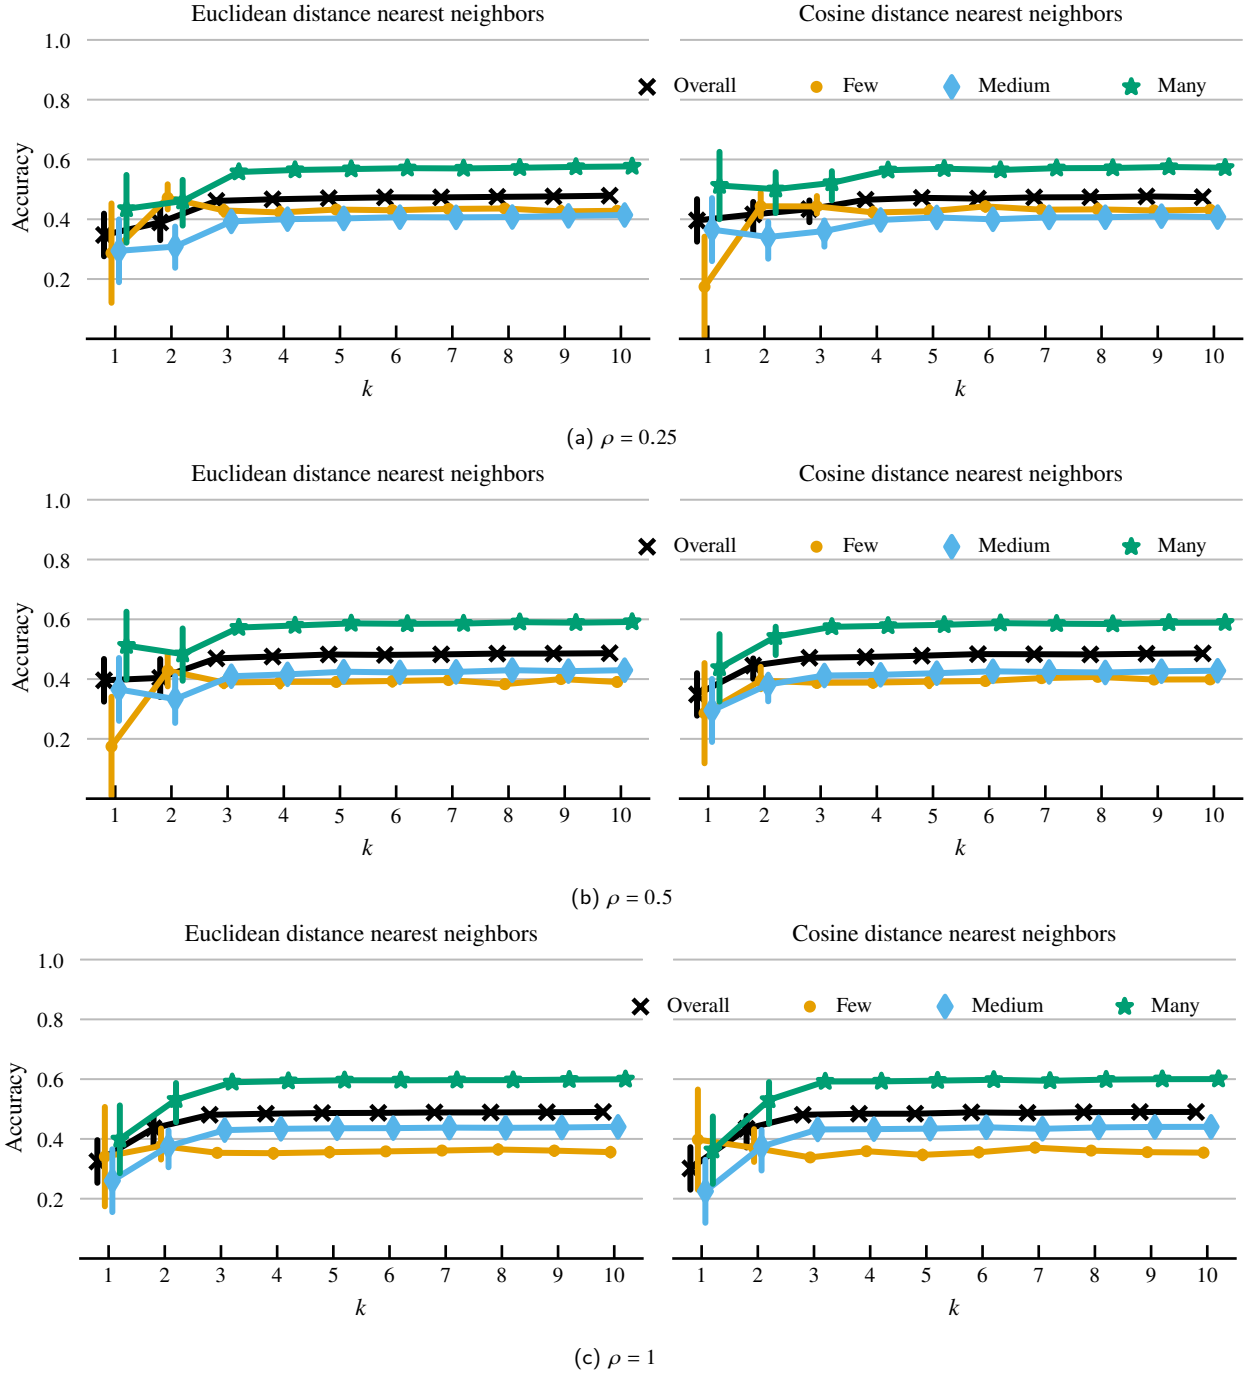 Euclidean distance nearest neighbors
Cosine distance nearest neighbors
1.0
0.8
0.6
0.4
0.2
Accuracy
Overall Few Medium Many
1 2 3 4 5 6 7 8 9 10
1 2 3 4 5 6 7 8 9 10
k
k
(a) ρ = 0.25
Euclidean distance nearest neighbors
Cosine distance nearest neighbors
1.0
0.8
0.6
0.4
0.2
Accuracy
Overall Few Medium Many
1 2 3 4 5 6 7 8 9 10
1 2 3 4 5 6 7 8 9 10
k
k
(b) ρ = 0.5
Euclidean distance nearest neighbors
Cosine distance nearest neighbors
1.0
0.8
0.6
0.4
0.2
Accuracy
Overall Few Medium Many
1 2 3 4 5 6 7 8 9 10
1 2 3 4 5 6 7 8 9 10
k
k
(c) ρ = 1